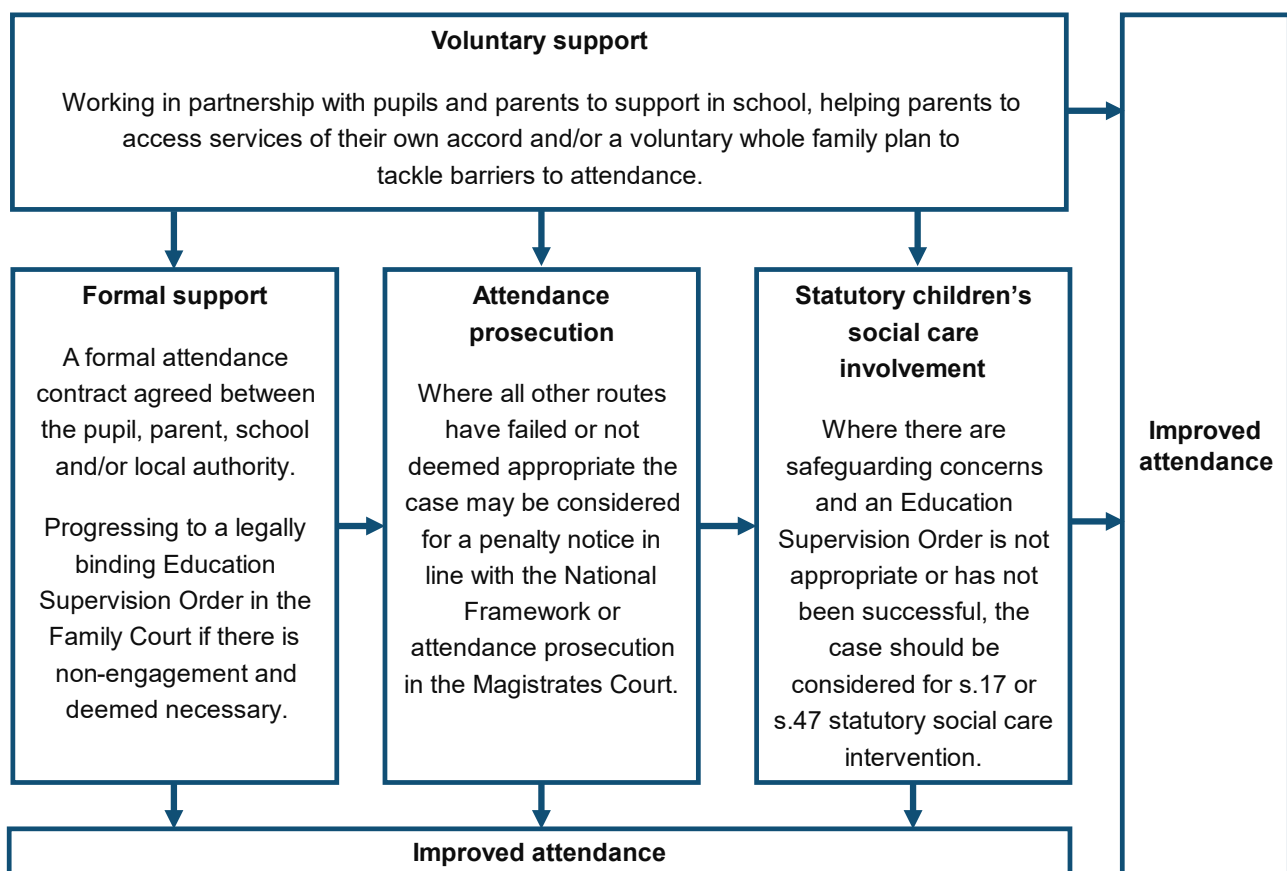 Voluntary support
Working in partnership with pupils and parents to support in school, helping parents to
access services of their own accord and/or a voluntary whole family plan to
tackle barriers to attendance.
Formal support
A formal attendance
contract agreed between
the pupil, parent, school
and/or local authority.
Progressing to a legally
binding Education
Supervision Order in the
Family Court if there is
non-engagement and
deemed necessary.
Attendance
prosecution
Where all other routes
have failed or not
deemed appropriate the
case may be considered
for a penalty notice in
line with the National
Framework or
attendance prosecution
in the Magistrates Court.
Statutory children’s
social care
involvement
Where there are
safeguarding concerns
and an Education
Supervision Order is not
appropriate or has not
been successful, the
case should be
considered for s.17 or
s.47 statutory social care
intervention.
Improved
attendance
Improved attendance